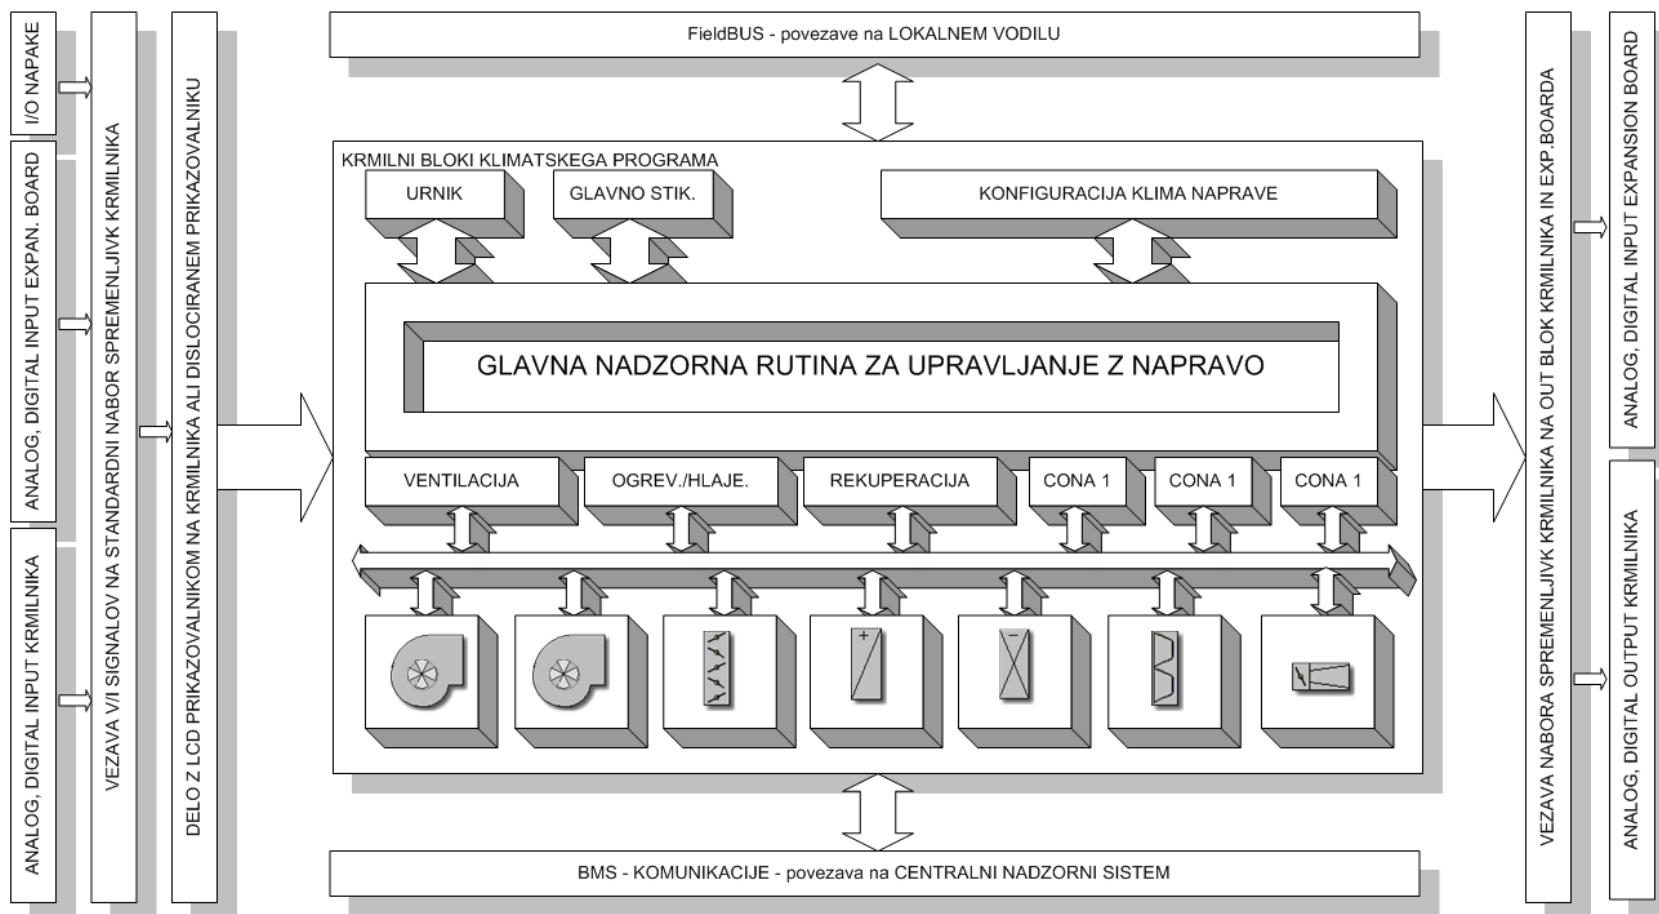 I/O NAPAKE
ANALOG, DIGITAL INPUT EXPAN. BOARD
ANALOG, DIGITAL INPUT KRMILNIKA
VEZAVA V/I SIGNALOV NA STANDARDNI NABOR SPREMENLJIVK KRMILNIKA
DELO Z LCD PRIKAZOVALNIKOM NA KRMILNIKA ALI DISLOCIRANEM PRIKAZOVALNIKU
FieldBUS - povezave na LOKALNEM VODILU
KRMILNI BLOKI KLIMATSKEGA PROGRAMA
URNIK
GLAVNO STIK.
KONFIGURACIJA KLIMA NAPRAVE
GLAVNA NADZORNA RUTINA ZA UPRAVLJANJE Z NAPRAVO
VENTILACIJA
OGREV./HLAJE.
REKUPERACIJA
CONA 1
CONA 1
CONA 1
+
−
BMS - KOMUNIKACIJE - povezava na CENTRALNI NADZORNI SISTEM
VEZAVA NABORA SPREMENLJIVK KRMILNIKA NA OUT BLOK KRMILNIKA IN EXP.BOARDA
ANALOG, DIGITAL INPUT EXPANSION BOARD
ANALOG, DIGITAL OUTPUT KRMILNIKA